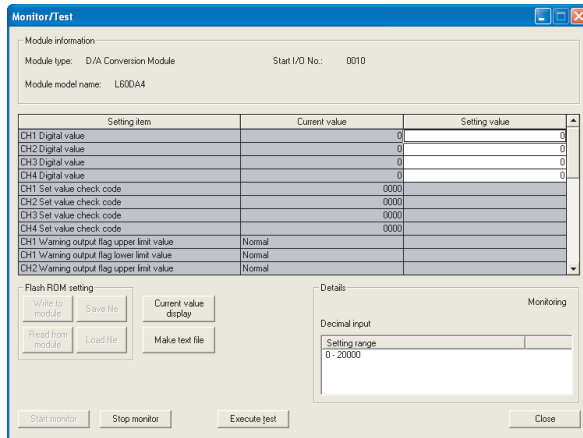 Monitor/Test
Module information
Module type: D/A Conversion Module Start I/O No.: 0010
Module model name: L60DA4
Setting item Current value Setting value
CH1 Digital value 0 0
CH2 Digital value 0 0
CH3 Digital value 0 0
CH4 Digital value 0 0
CH1 Set value check code 0000
CH2 Set value check code 0000
CH3 Set value check code 0000
CH4 Set value check code 0000
CH1 Warning output flag upper limit value Normal
CH1 Warning output flag lower limit value Normal
CH2 Warning output flag upper limit value Normal
Flash ROM setting
Write to module
Save file
Current value display
Read from module
Load file
Make text file
Details
Monitoring
Decimal input
Setting range
0 - 20000
Start monitor Stop monitor Execute test Close